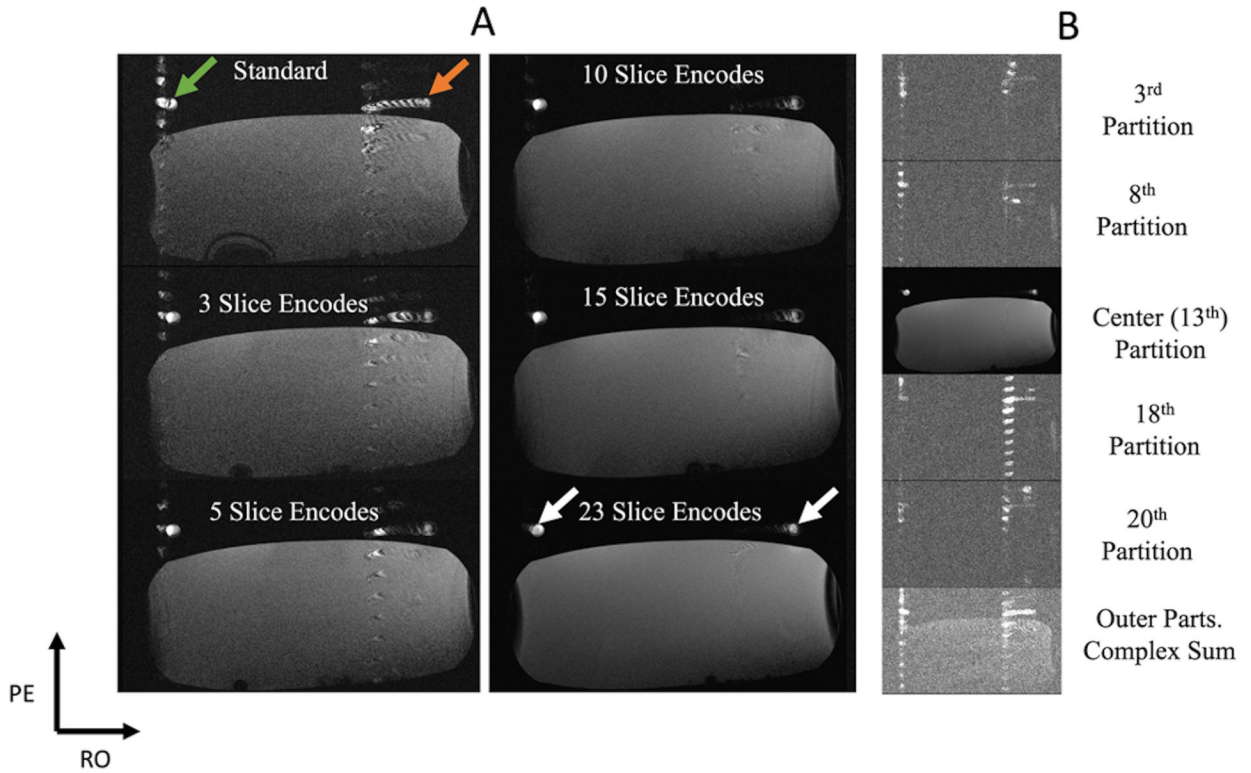 A
B
Standard
10 Slice Encodes
3 Slice Encodes
15 Slice Encodes
5 Slice Encodes
23 Slice Encodes
3rd
Partition
8th
Partition
Center (13th)
Partition
18th
Partition
20th
Partition
Outer Parts.
Complex Sum
PE
RO